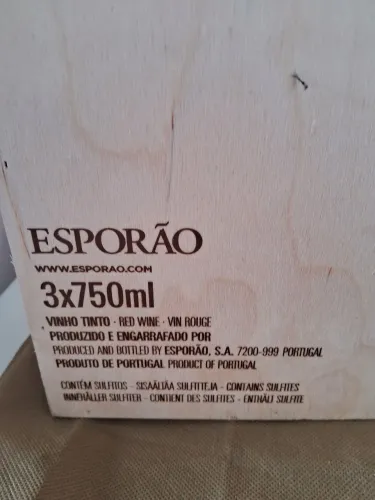 ESPORÃO
WWW.ESPORAO.COM
3x750ml
VINHO TINTO · RED WINE · VIN ROUGE
PRODUZIDO E ENGARRAFADO POR
PRODUCED AND BOTTLED BY ESPORÃO, S.A. 7200-999 PORTUGAL
PRODUTO DE PORTUGAL PRODUCT OF PORTUGAL
CONTÉM SULFITOS - SISÄÄLTÄÄ SULFIITTEJA - CONTAINS SULFITES
INNEHÅLLER SULFITER - CONTIENT DES SULFITES - ENTHÄLT SULFITE